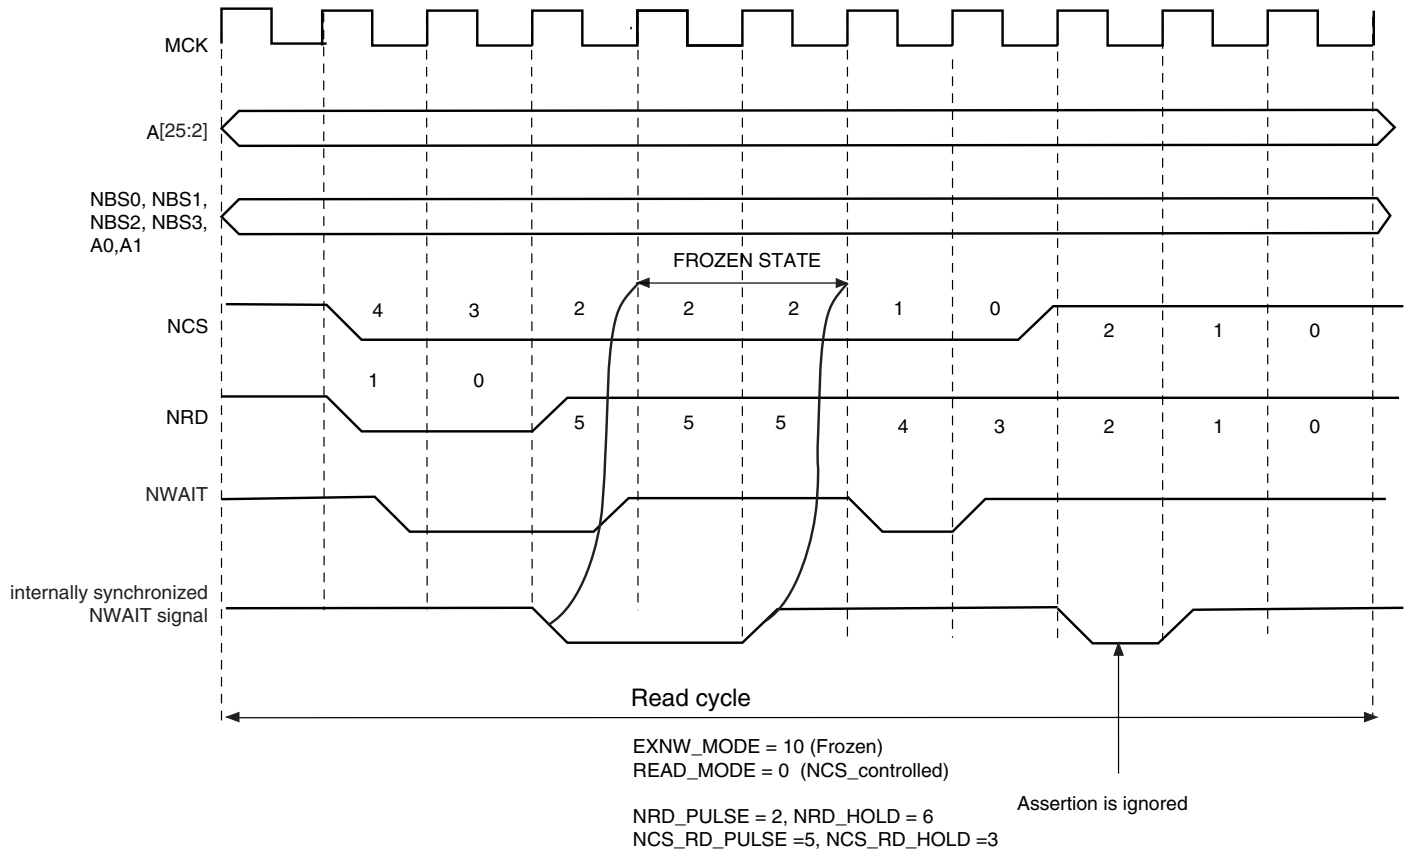 MCK
A[25:2]
NBS0, NBS1,
NBS2, NBS3,
A0,A1
FROZEN STATE
4 3 2 2 2 1 0
NCS
2 1 0
1 0
NRD
5 5 5 4 3 2 1 0
NWAIT
internally synchronized
NWAIT signal
Read cycle
EXNW_MODE = 10 (Frozen)
READ_MODE = 0 (NCS_controlled)
Assertion is ignored
NRD_PULSE = 2, NRD_HOLD = 6
NCS_RD_PULSE =5, NCS_RD_HOLD =3